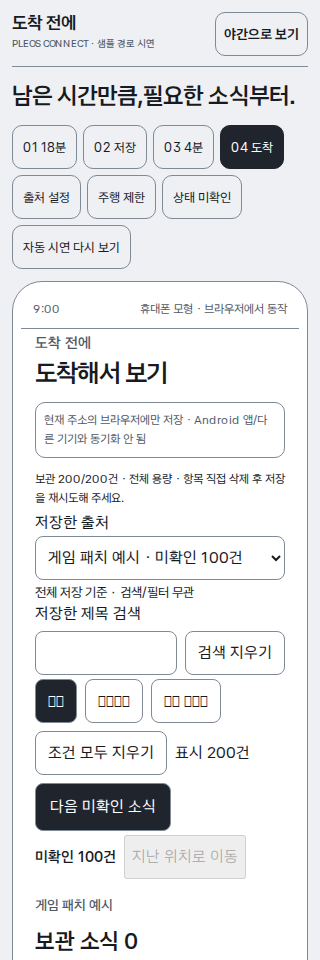 도착 전에
PLEOS CONNECT · 샘플 경로 시연
야간으로 보기
남은 시간만큼,필요한 소식부터.
01 18분
02 저장
03 4분
04 도착
출처 설정
주행 제한
상태 미확인
자동 시연 다시 보기
9:00
휴대폰 모형 · 브라우저에서 동작
도착 전에
도착해서 보기
현재 주소의 브라우저에만 저장 · Android 앱/다
른 기기와 동기화 안 됨
보관 200/200건 · 전체 용량 · 항목 직접 삭제 후 저장
을 재시도해 주세요.
저장한 출처
게임 패치 예시 · 미확인 100건
전체 저장 기준 · 검색/필터 무관
저장한 제목 검색
검색 지우기
조건 모두 지우기
표시 200건
다음 미확인 소식
미확인 100건
지난 위치로 이동
게임 패치 예시
보관 소식 0